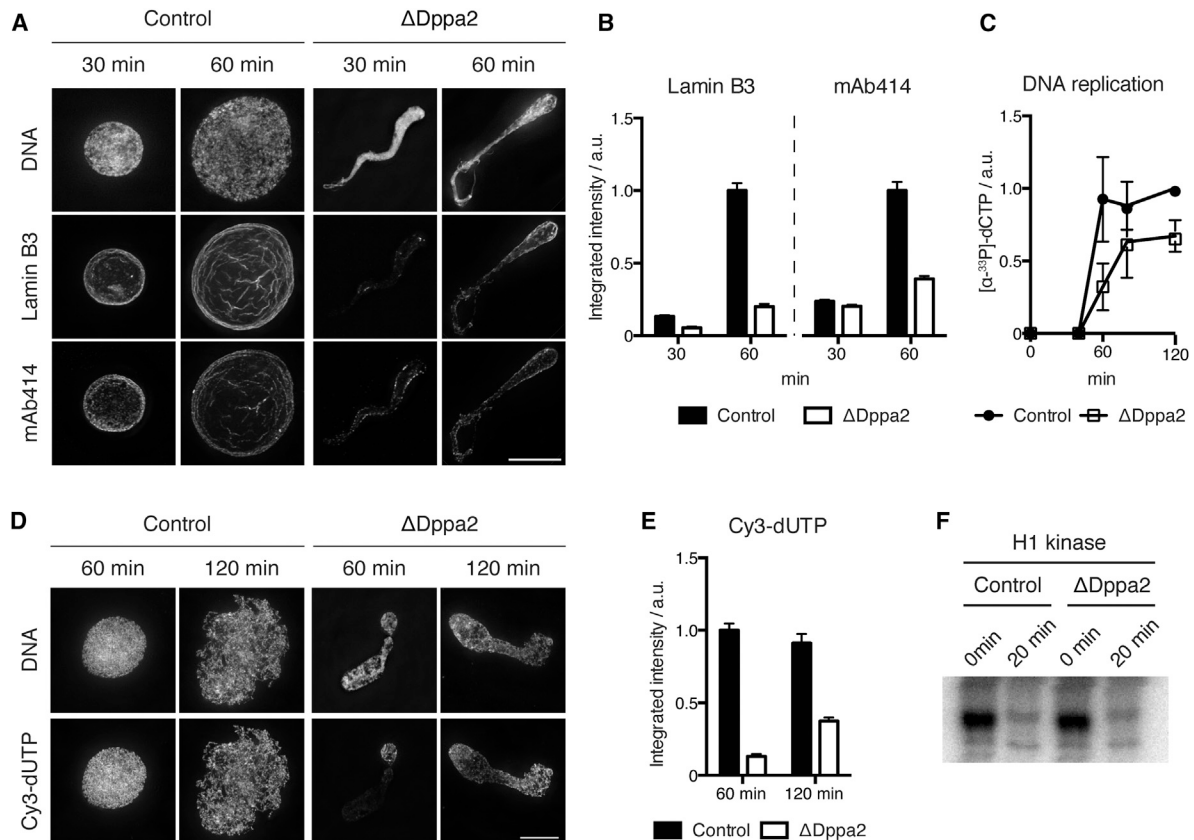 A
Control
ΔDppa2
30 min
60 min
30 min
60 min
DNA
Lamin B3
mAb414
B
Lamin B3
mAb414
Integrated intensity / a.u.
1.5
1.0
0.5
0
30
60
30
60
min
Control
ΔDppa2
C
DNA replication
[α-³³P]-dCTP / a.u.
1.5
1.0
0.5
0
0
60
120
min
Control
ΔDppa2
D
Control
ΔDppa2
60 min
120 min
60 min
120 min
DNA
Cy3-dUTP
E
Cy3-dUTP
Integrated intensity / a.u.
1.5
1.0
0.5
0
60 min
120 min
Control
ΔDppa2
F
H1 kinase
Control
ΔDppa2
0min
20 min
0 min
20 min